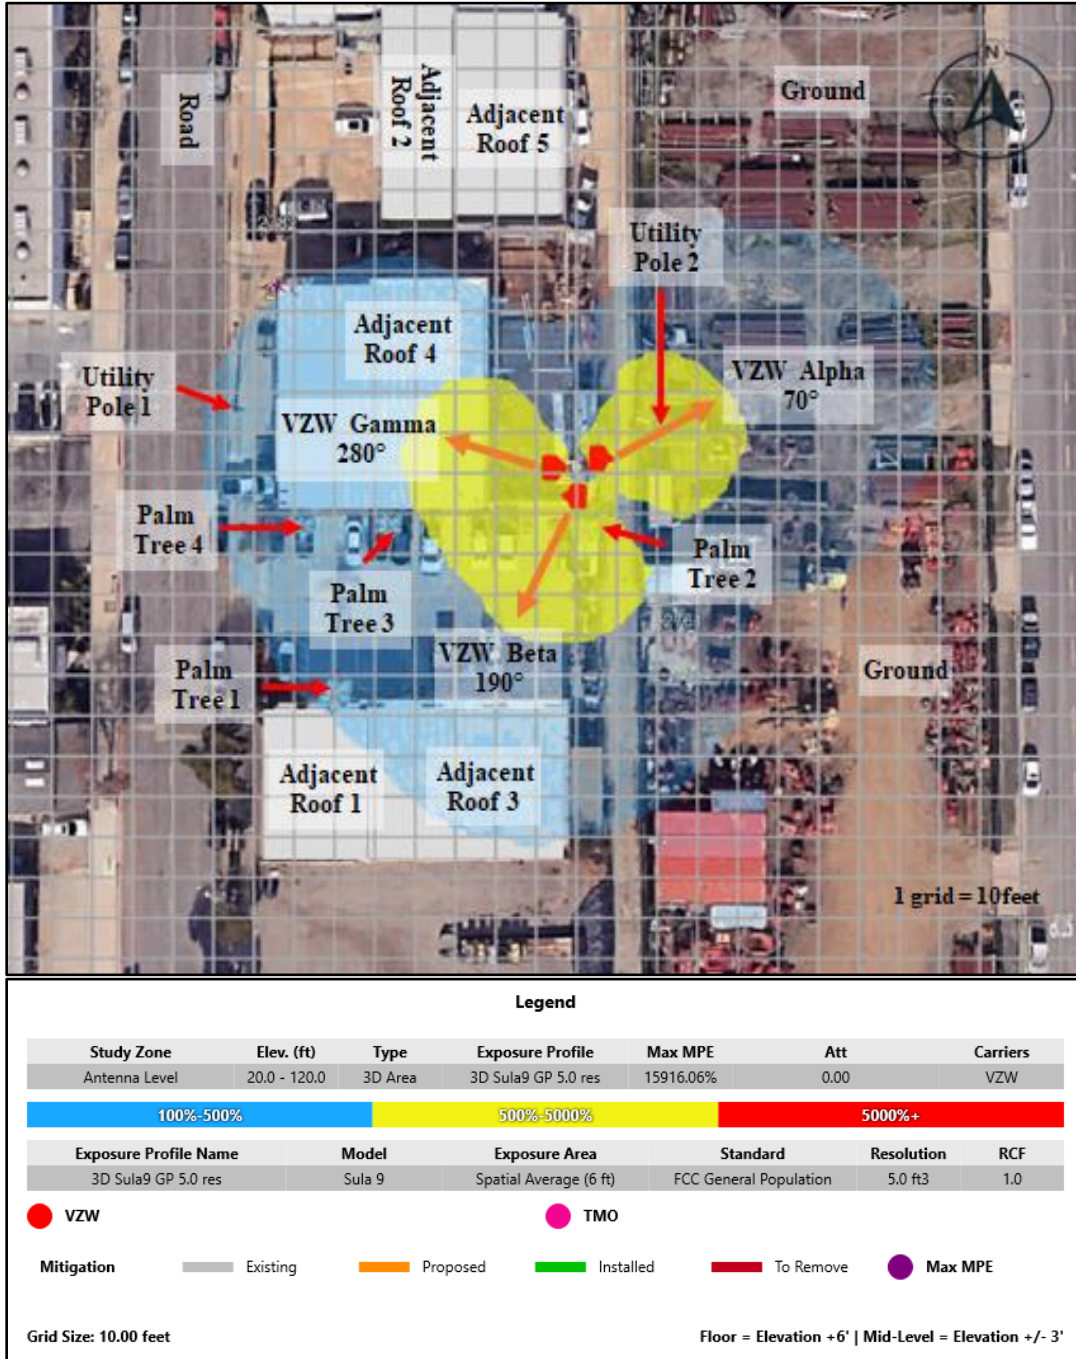 N
Road
Adjacent
Roof 2
Adjacent
Roof 5
Ground
Utility
Pole 2
Adjacent
Roof 4
VZW Alpha
70°
Utility
Pole 1
VZW Gamma
280°
Palm
Tree 4
Palm
Tree 3
Palm
Tree 2
VZW Beta
190°
Palm
Tree 1
Ground
Adjacent
Roof 1
Adjacent
Roof 3
1 grid = 10feet
Legend
Study Zone Elev. (ft) Type Exposure Profile Max MPE Att Carriers
Antenna Level 20.0 - 120.0 3D Area 3D Sula9 GP 5.0 res 15916.06% 0.00 VZW
100%-500% 500%-5000% 5000%+
Exposure Profile Name Model Exposure Area Standard Resolution RCF
3D Sula9 GP 5.0 res Sula 9 Spatial Average (6 ft) FCC General Population 5.0 ft3 1.0
VZW TMO
Mitigation Existing Proposed Installed To Remove Max MPE
Grid Size: 10.00 feet Floor = Elevation +6' | Mid-Level = Elevation +/- 3'